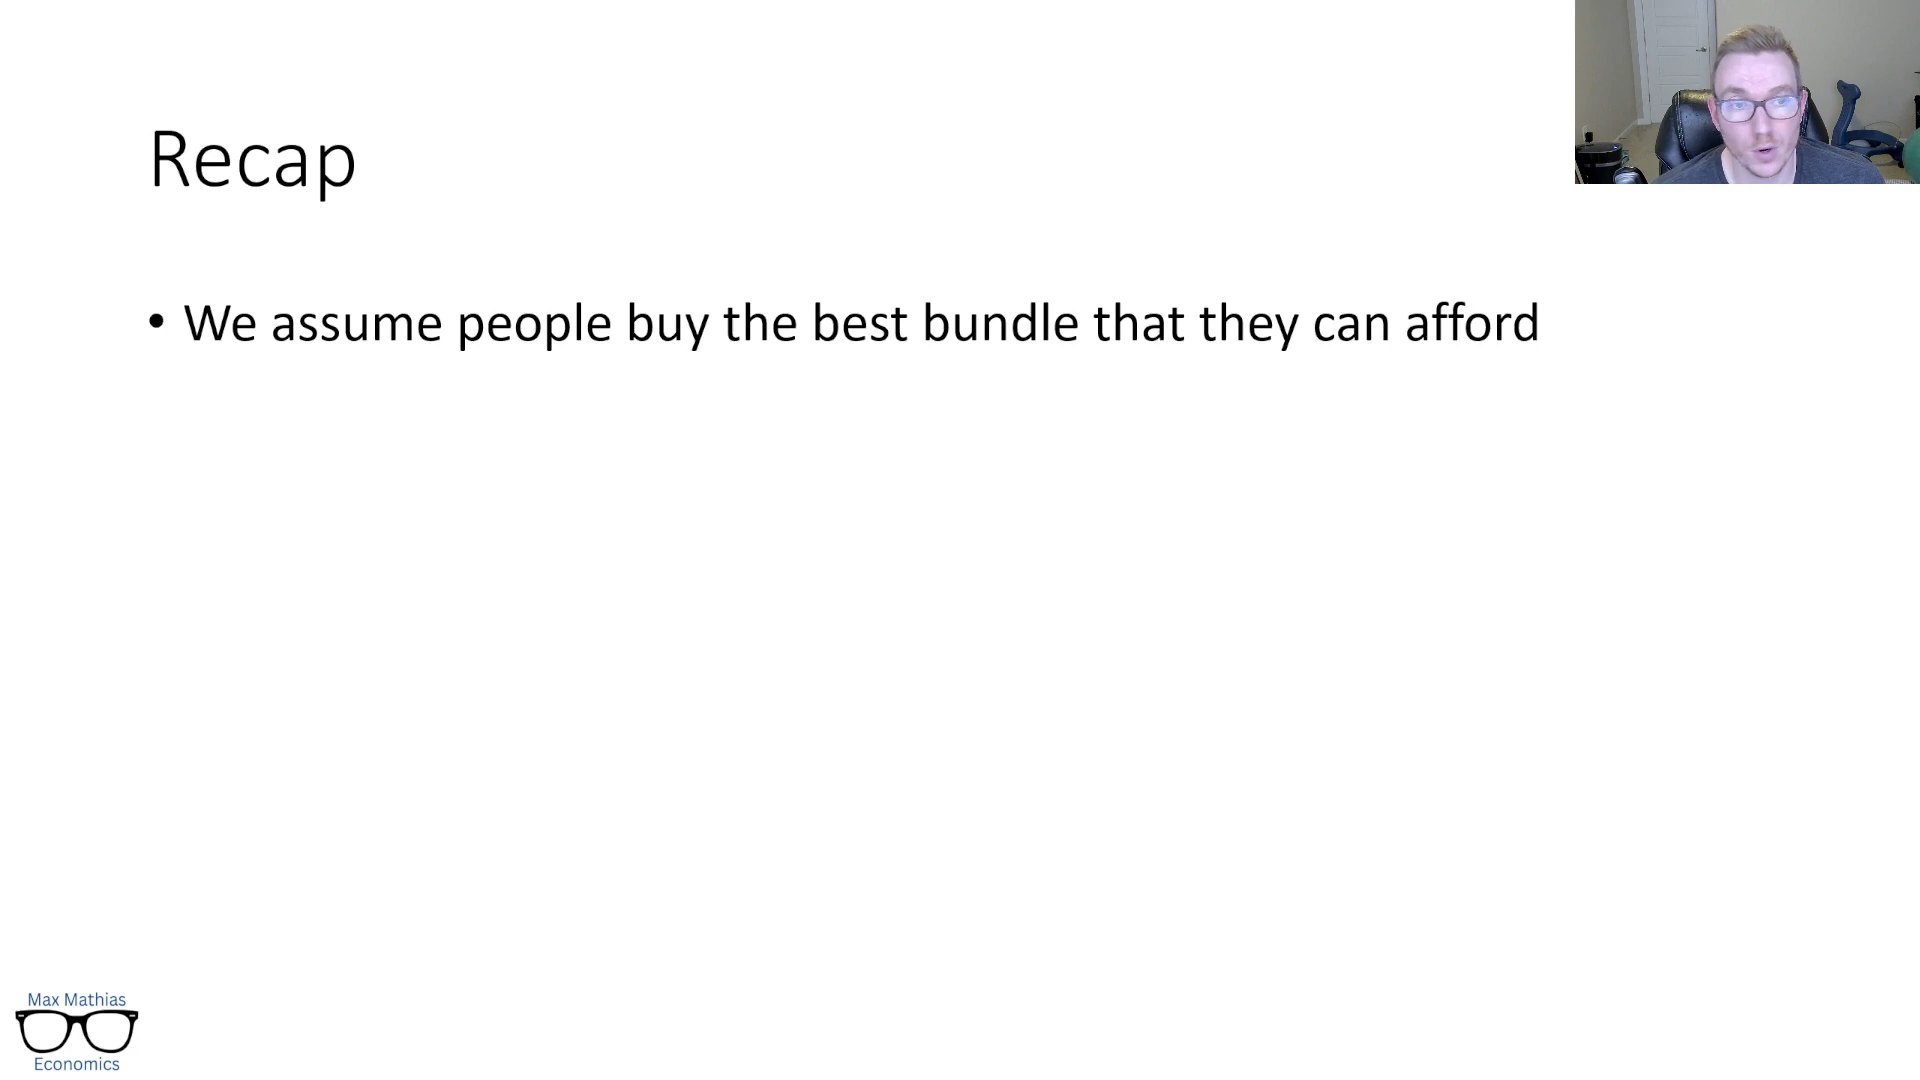 Recap
• We assume people buy the best bundle that they can afford
Max Mathias
Economics